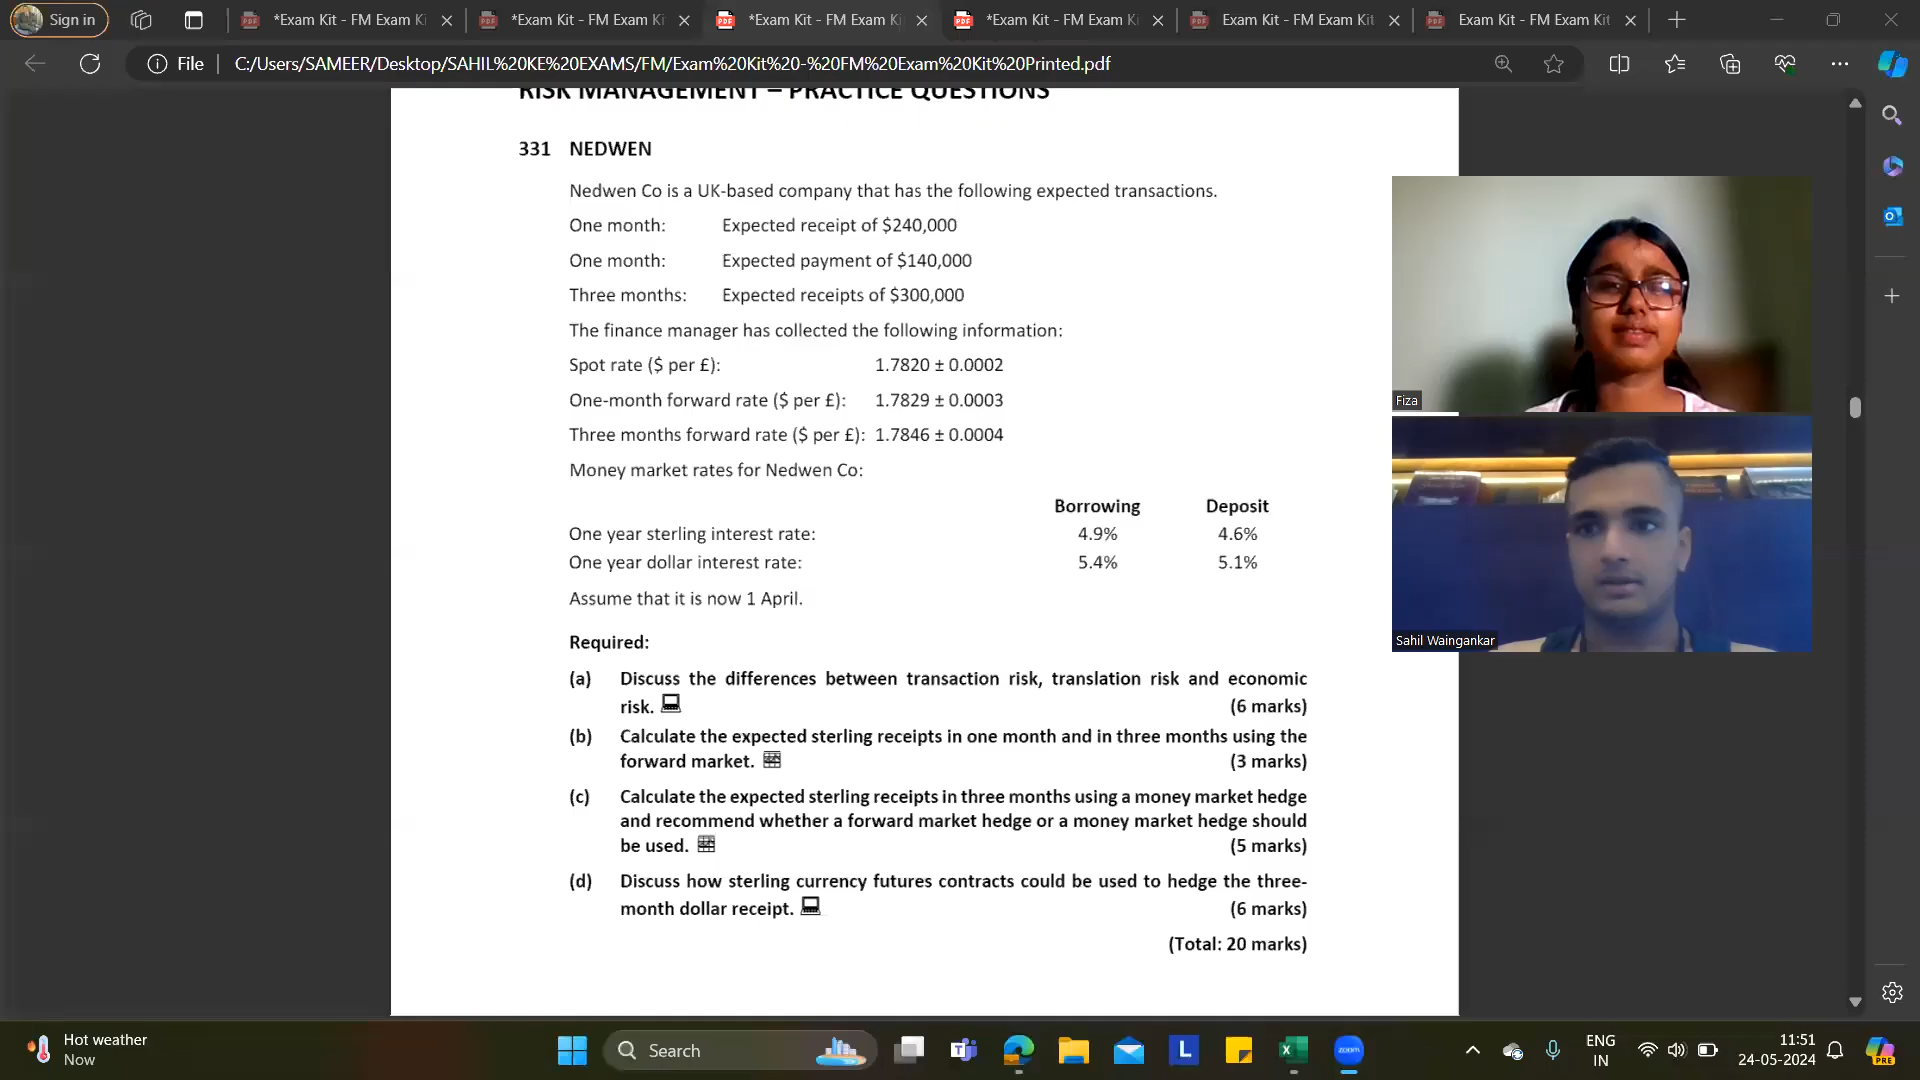 Sign in
*Exam Kit - FM Exam Ki
*Exam Kit - FM Exam Ki
*Exam Kit - FM Exam Ki
*Exam Kit - FM Exam Ki
Exam Kit - FM Exam Kit
Exam Kit - FM Exam Kit
File
C:/Users/SAMEER/Desktop/SAHIL%20KE%20EXAMS/FM/Exam%20Kit%20-%20FM%20Exam%20Kit%20Printed.pdf
RISK MANAGEMENT – PRACTICE QUESTIONS
331 NEDWEN
Nedwen Co is a UK-based company that has the following expected transactions.
One month: Expected receipt of $240,000
One month: Expected payment of $140,000
Three months: Expected receipts of $300,000
The finance manager has collected the following information:
Spot rate ($ per £): 1.7820 ± 0.0002
One-month forward rate ($ per £): 1.7829 ± 0.0003
Three months forward rate ($ per £): 1.7846 ± 0.0004
Money market rates for Nedwen Co:
Borrowing Deposit
One year sterling interest rate: 4.9% 4.6%
One year dollar interest rate: 5.4% 5.1%
Assume that it is now 1 April.
Required:
(a) Discuss the differences between transaction risk, translation risk and economic
risk. (6 marks)
(b) Calculate the expected sterling receipts in one month and in three months using the
forward market. (3 marks)
(c) Calculate the expected sterling receipts in three months using a money market hedge
and recommend whether a forward market hedge or a money market hedge should
be used. (5 marks)
(d) Discuss how sterling currency futures contracts could be used to hedge the three-
month dollar receipt. (6 marks)
(Total: 20 marks)
Fiza
Sahil Waingankar
Hot weather
Now
Search
zoom
ENG
IN
11:51
24-05-2024
PRE